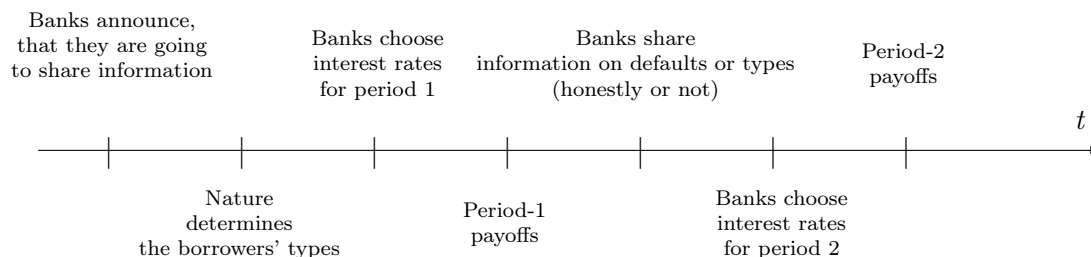 Banks announce,
that they are going
to share information
Banks choose
interest rates
for period 1
Banks share
information on defaults or types
(honestly or not)
Period-2
payoffs
t
Nature
determines
the borrowers' types
Period-1
payoffs
Banks choose
interest rates
for period 2